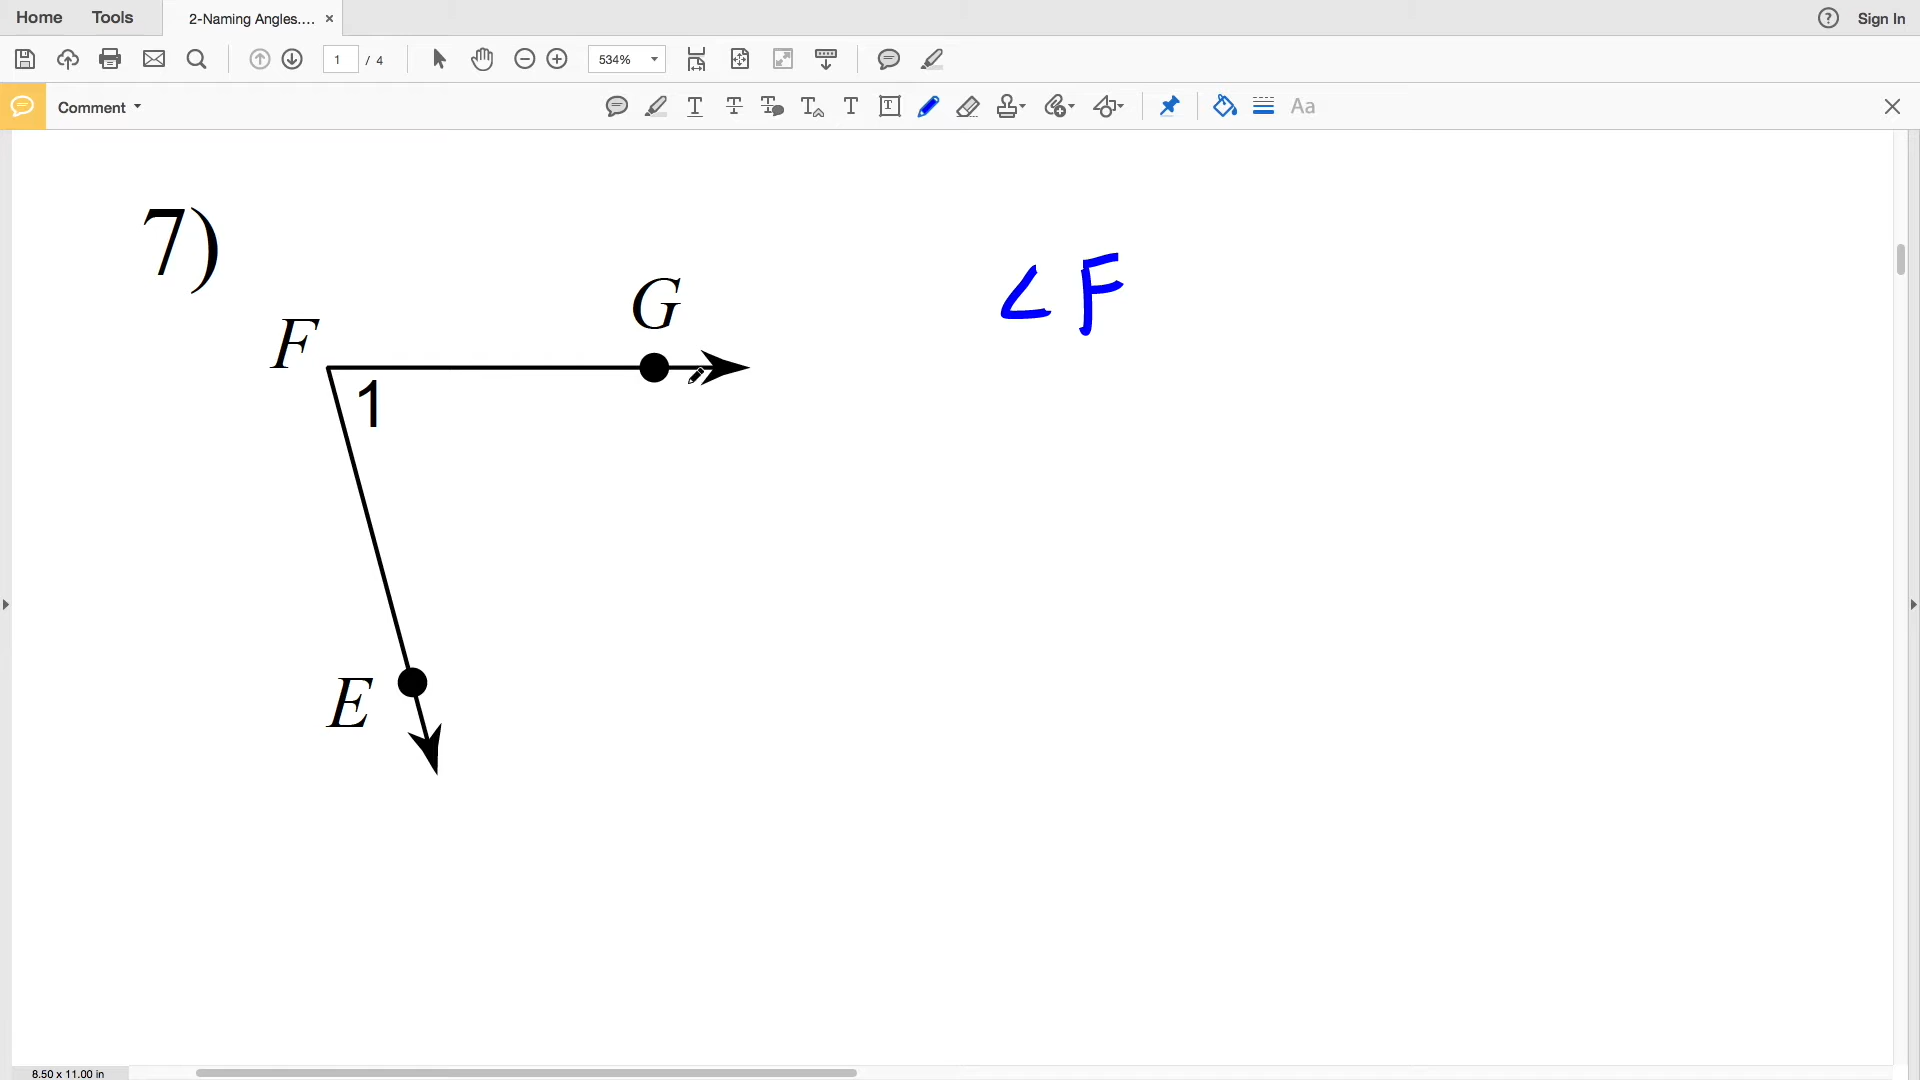 Home Tools 2-Naming Angles.... × ? Sign In
1 / 4 534%
Comment T T T T T T Aa
7)
∠ F
G
F
1
E
8.50 x 11.00 in